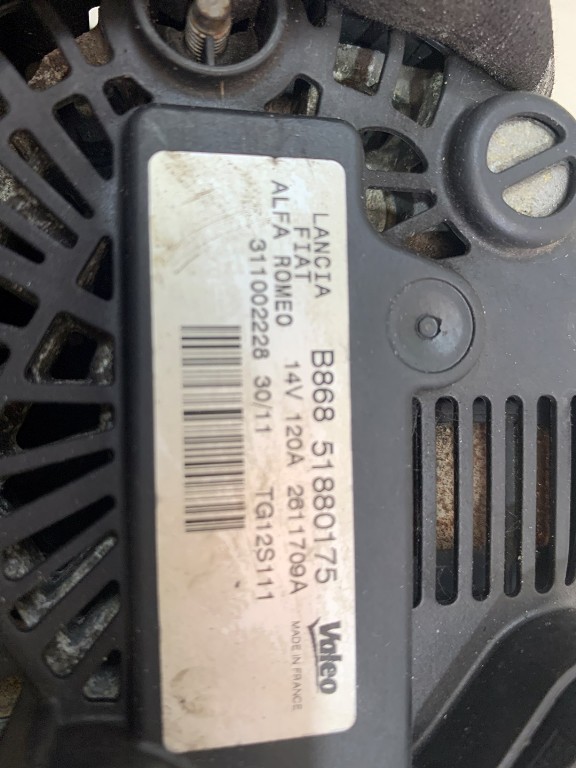 LANCIA B868 51880175
FIAT 14V 120A 2611709A
ALFA ROMEO
311002228 30/11 TG12S111
Valeo
MADE IN FRANCE